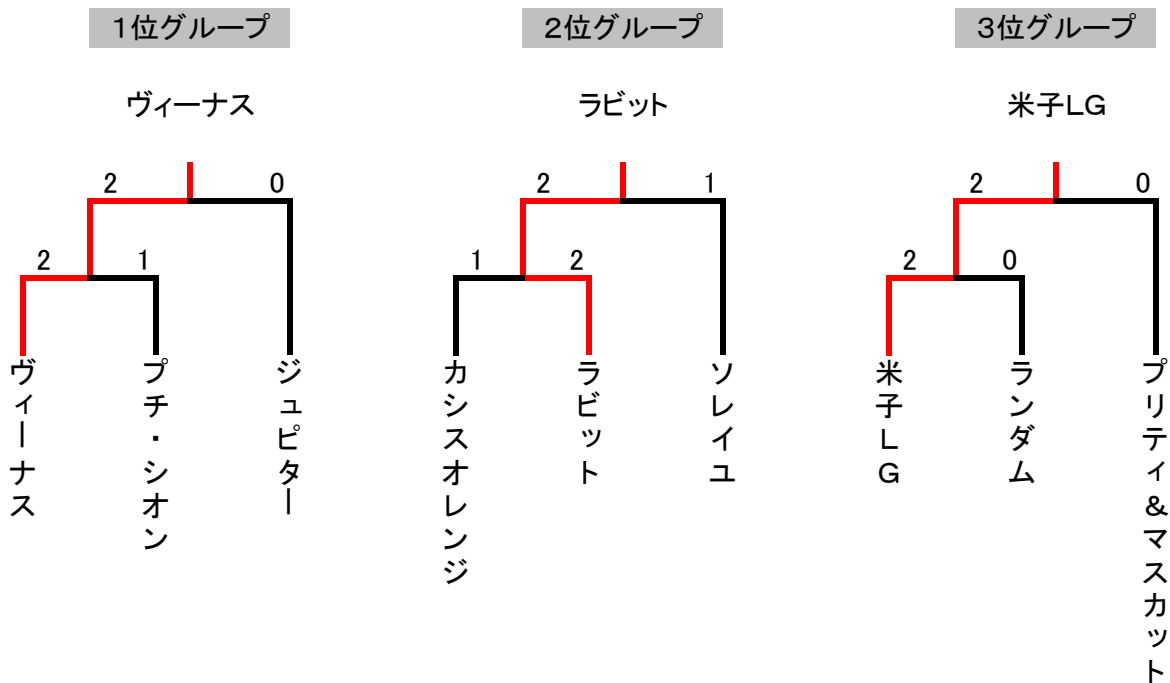 １位グループ
２位グループ
３位グループ
ヴィーナス
ラビット
米子LG
2
0
2
1
2
0
2
1
1
2
2
0
ヴィーナス
プチ・シオン
ジュピター
カシスオレンジ
ラビット
ソレイユ
米子LG
ランダム
プリティ&マスカット